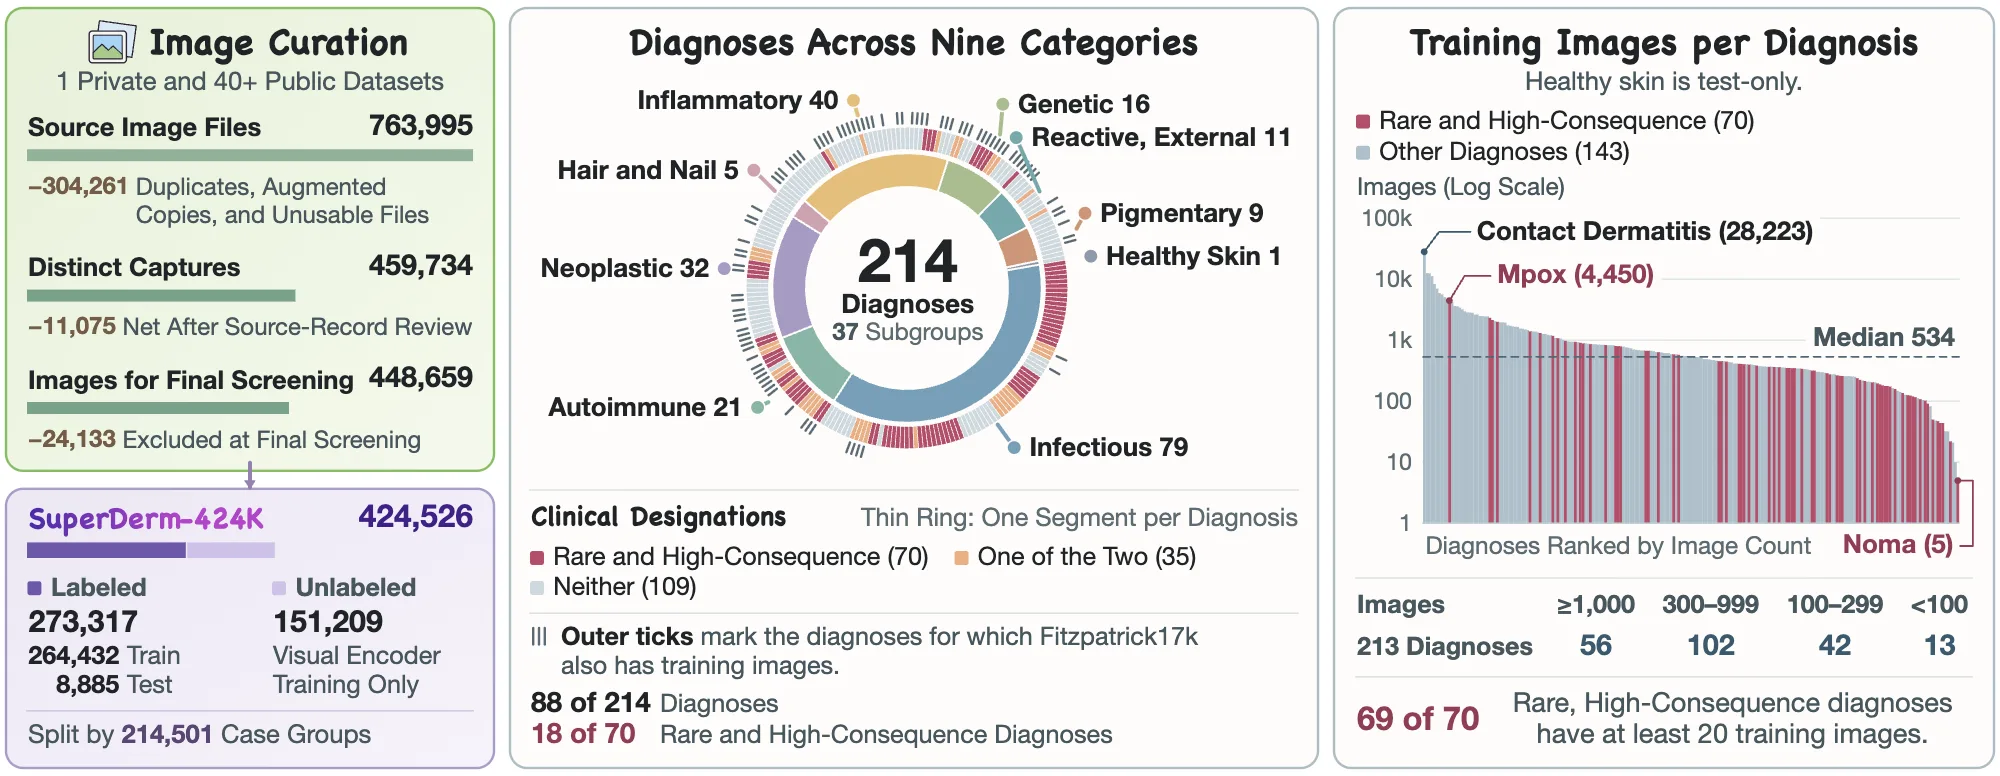 Image Curation
1 Private and 40+ Public Datasets
Source Image Files 763,995
−304,261 Duplicates, Augmented
Copies, and Unusable Files
Distinct Captures 459,734
−11,075 Net After Source-Record Review
Images for Final Screening 448,659
−24,133 Excluded at Final Screening
SuperDerm-424K 424,526
Labeled Unlabeled
273,317 151,209
264,432 Train Visual Encoder
8,885 Test Training Only
Split by 214,501 Case Groups
Diagnoses Across Nine Categories
Inflammatory 40
Genetic 16
Reactive, External 11
Hair and Nail 5
Pigmentary 9
Healthy Skin 1
Neoplastic 32
214
Diagnoses
37 Subgroups
Autoimmune 21
Infectious 79
Clinical Designations Thin Ring: One Segment per Diagnosis
Rare and High-Consequence (70) One of the Two (35)
Neither (109)
Outer ticks mark the diagnoses for which Fitzpatrick17k
also has training images.
88 of 214 Diagnoses
18 of 70 Rare and High-Consequence Diagnoses
Training Images per Diagnosis
Healthy skin is test-only.
Rare and High-Consequence (70)
Other Diagnoses (143)
Images (Log Scale)
100k
Contact Dermatitis (28,223)
10k
Mpox (4,450)
1k
Median 534
100
10
1
Diagnoses Ranked by Image Count
Noma (5)
Images ≥1,000 300–999 100–299 <100
213 Diagnoses 56 102 42 13
69 of 70 Rare, High-Consequence diagnoses
have at least 20 training images.